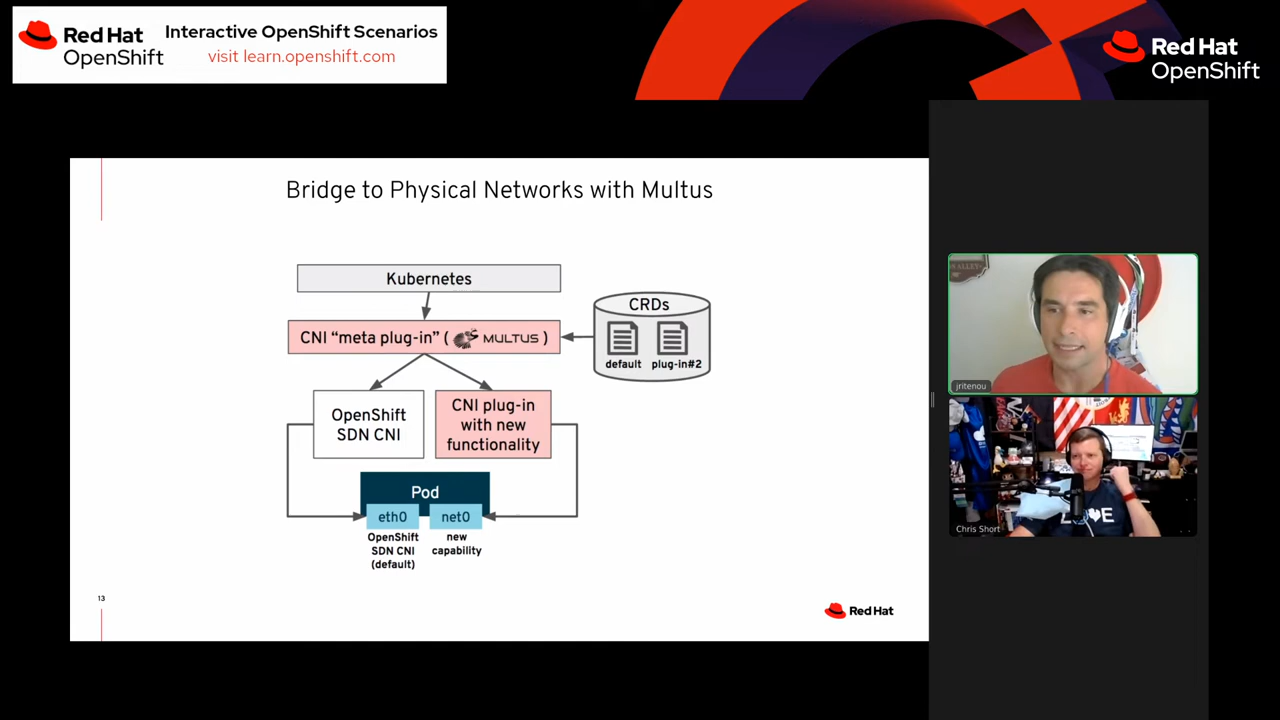 Red Hat
OpenShift
Interactive OpenShift Scenarios
visit learn.openshift.com
Red Hat
OpenShift
Bridge to Physical Networks with Multus
Kubernetes
CNI “meta plug-in” ( MULTUS )
CRDs
default
plug-in#2
OpenShift
SDN CNI
CNI plug-in
with new
functionality
Pod
eth0
net0
OpenShift
SDN CNI
(default)
new
capability
13
Red Hat
jritenou
Chris Short